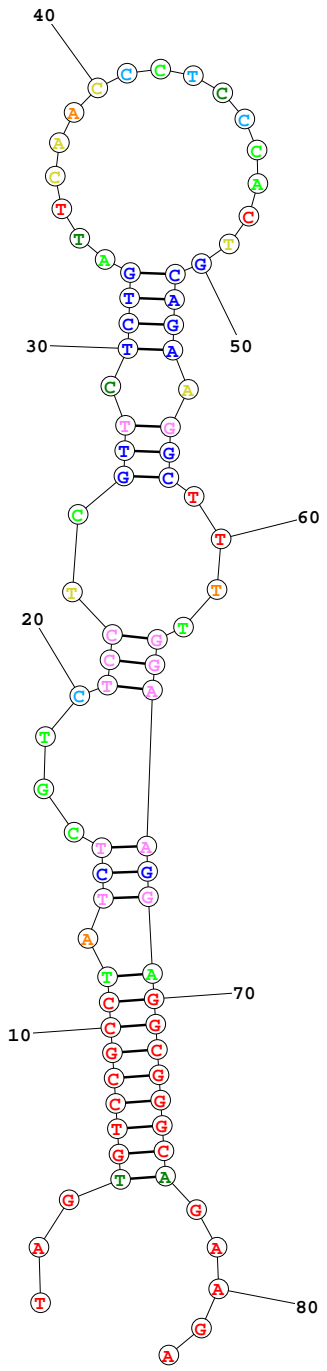 40
C C C T C
A C
A C
C A
T C
T T
A G
G C
T A
C G
50
30 T A
C A
T G
T G
G C
C T
T 60
T T
20 T
C G
C G
C T A
T
G
C
T A
C G
T G
A
T A
C G 70
10 C G
G C
C G
C G
T G
G C
T A
G G
A A
T A 80
G
A